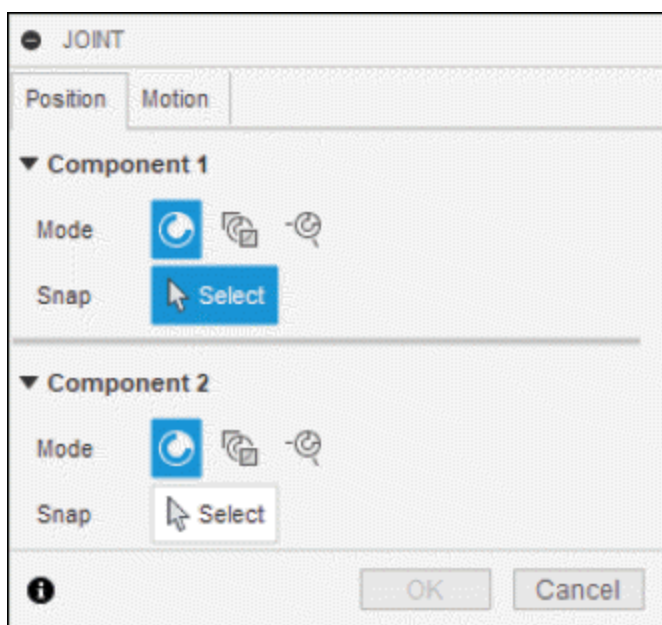 JOINT
Position Motion
Component 1
Mode
Snap Select
Component 2
Mode
Snap Select
OK Cancel